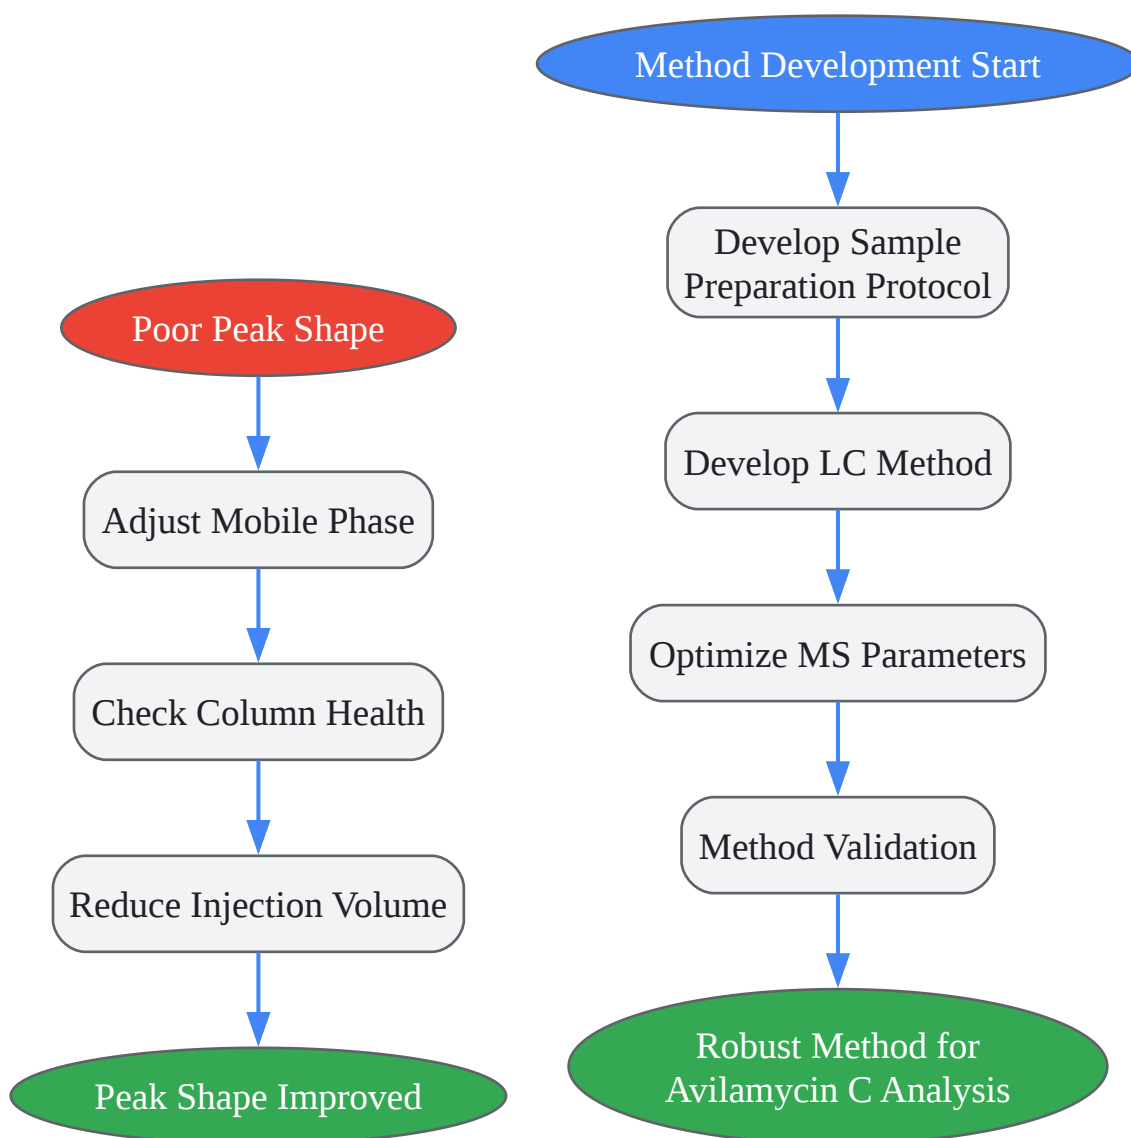 Poor Peak Shape
Adjust Mobile Phase
Check Column Health
Reduce Injection Volume
Peak Shape Improved
Method Development Start
Develop Sample
Preparation Protocol
Develop LC Method
Optimize MS Parameters
Method Validation
Robust Method for
Avilamycin C Analysis